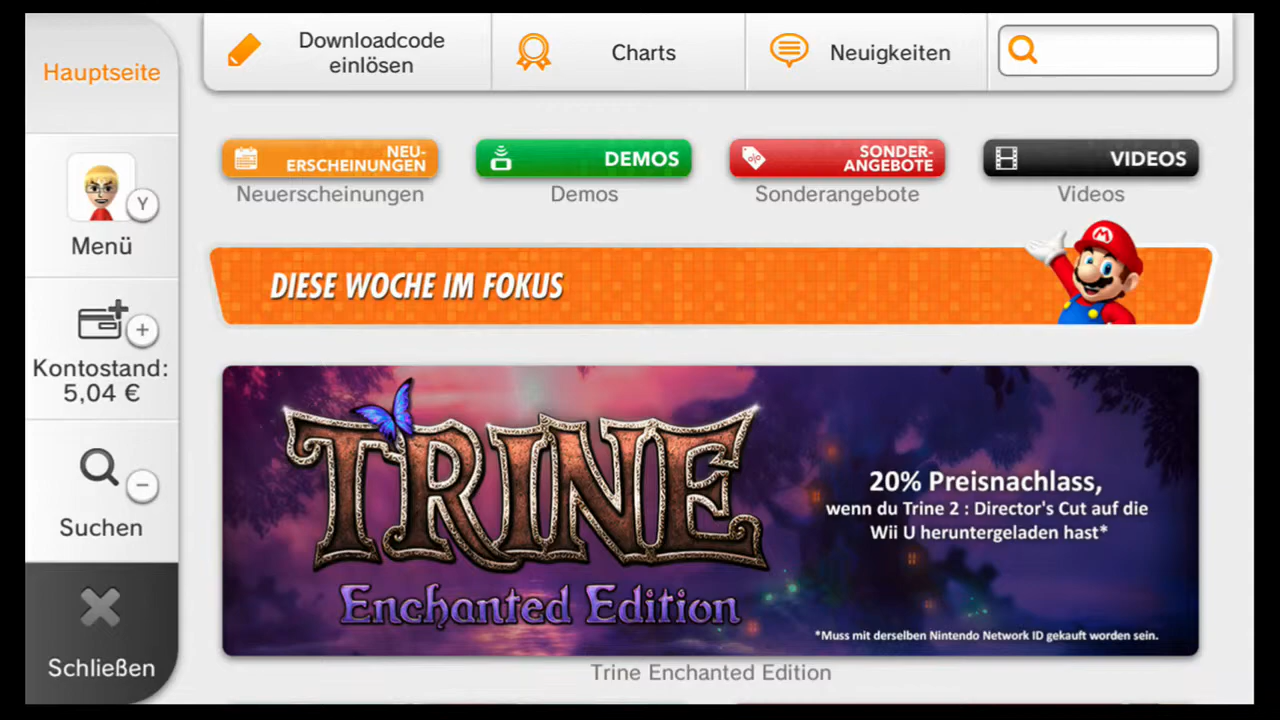 Hauptseite
Y
Menü
+
Kontostand:
5,04 €
−
Suchen
Schließen
Downloadcode
einlösen
Charts
Neuigkeiten
NEU-
ERSCHEINUNGEN
Neuerscheinungen
DEMOS
Demos
SONDER-
ANGEBOTE
Sonderangebote
VIDEOS
Videos
DIESE WOCHE IM FOKUS
M
TRINE
Enchanted Edition
20% Preisnachlass,
wenn du Trine 2 : Director's Cut auf die
Wii U heruntergeladen hast*
*Muss mit derselben Nintendo Network ID gekauft worden sein.
Trine Enchanted Edition